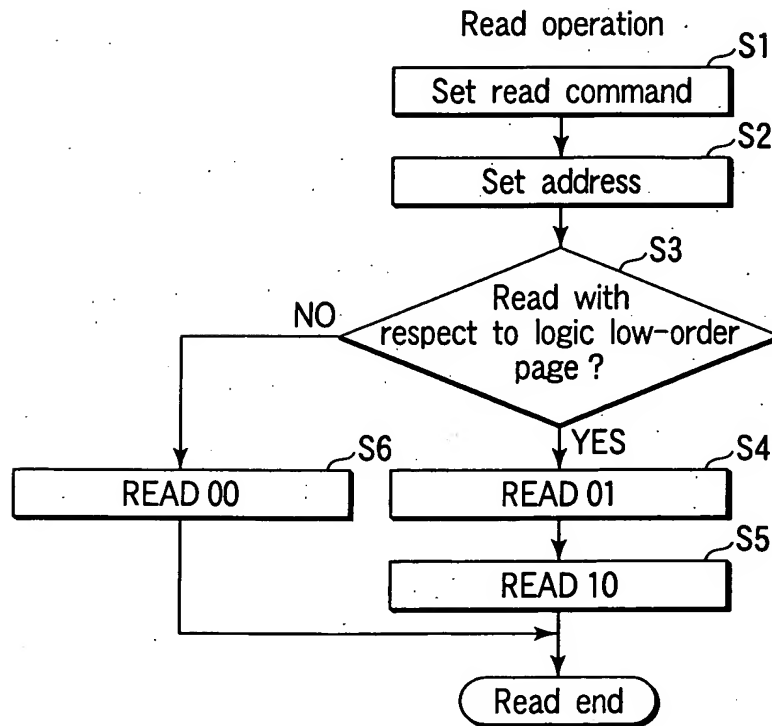 Read operation
S1
Set read command
S2
Set address
S3
Read with
respect to logic low-order
page ?
NO
YES
S6
READ 00
S4
READ 01
S5
READ 10
Read end